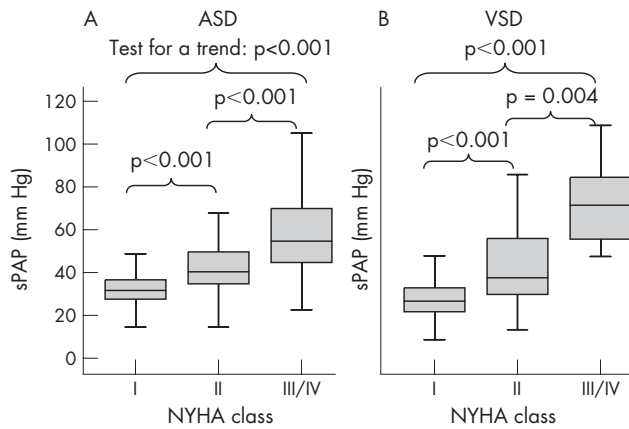 A ASD
Test for a trend: p<0.001
p<0.001
p<0.001
120
100
80
60
40
20
0
sPAP (mm Hg)
I II III/IV
NYHA class
B VSD
p<0.001
p = 0.004
p<0.001
sPAP (mm Hg)
I II III/IV
NYHA class